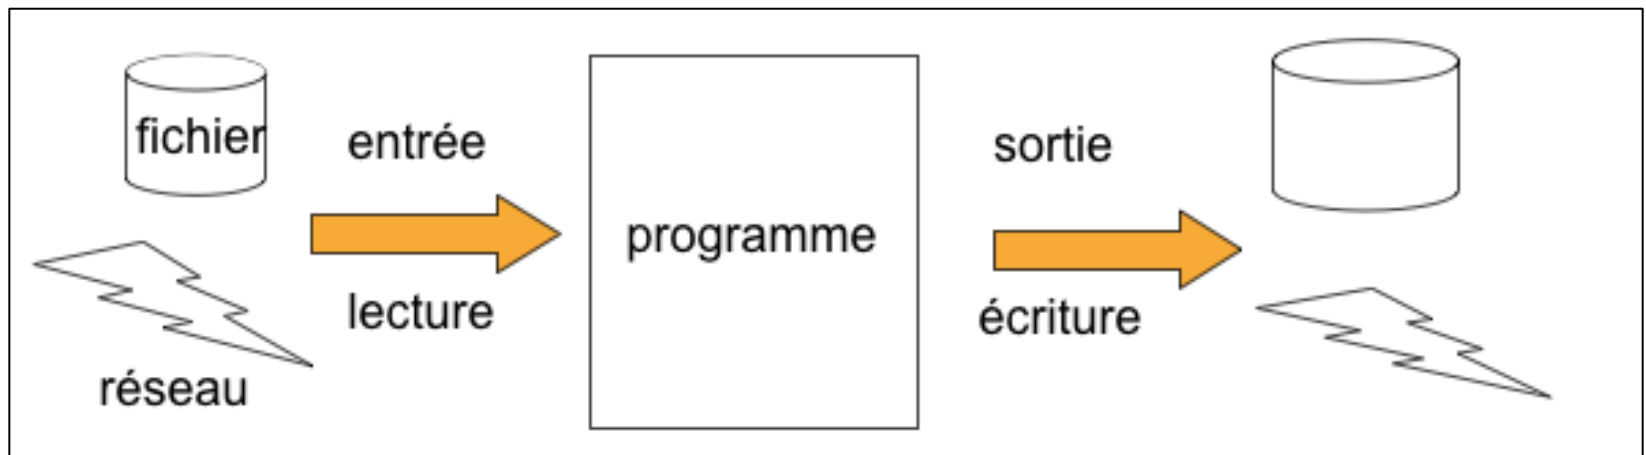 fichier
réseau
entrée
lecture
programme
sortie
écriture